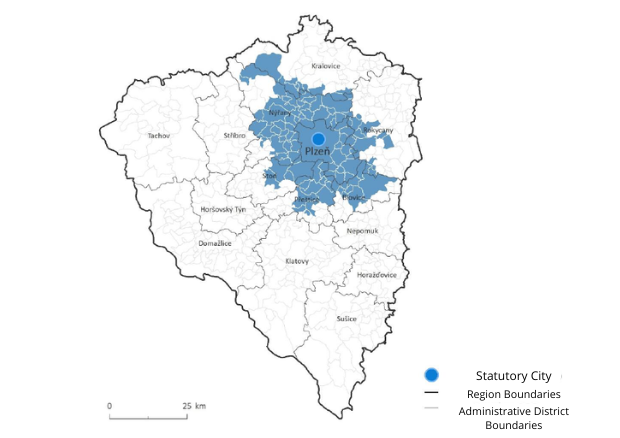 Kralovice
Nýřany
Tachov
Stříbro
Rokycany
Plzeň
Stod
Přeštice
Blovice
Horšovský Týn
Nepomuk
Domažlice
Klatovy
Horažďovice
Sušice
Statutory City
Region Boundaries
Administrative District
Boundaries
0
25 km